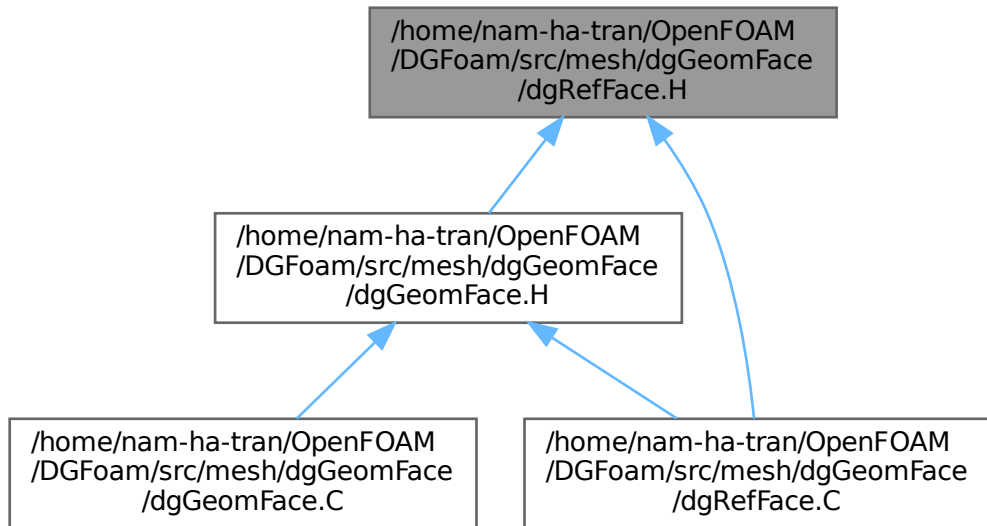 /home/nam-ha-tran/OpenFOAM
/DGFoam/src/mesh/dgGeomFace
/dgRefFace.H
/home/nam-ha-tran/OpenFOAM
/DGFoam/src/mesh/dgGeomFace
/dgGeomFace.H
/home/nam-ha-tran/OpenFOAM
/DGFoam/src/mesh/dgGeomFace
/dgGeomFace.C
/home/nam-ha-tran/OpenFOAM
/DGFoam/src/mesh/dgGeomFace
/dgRefFace.C